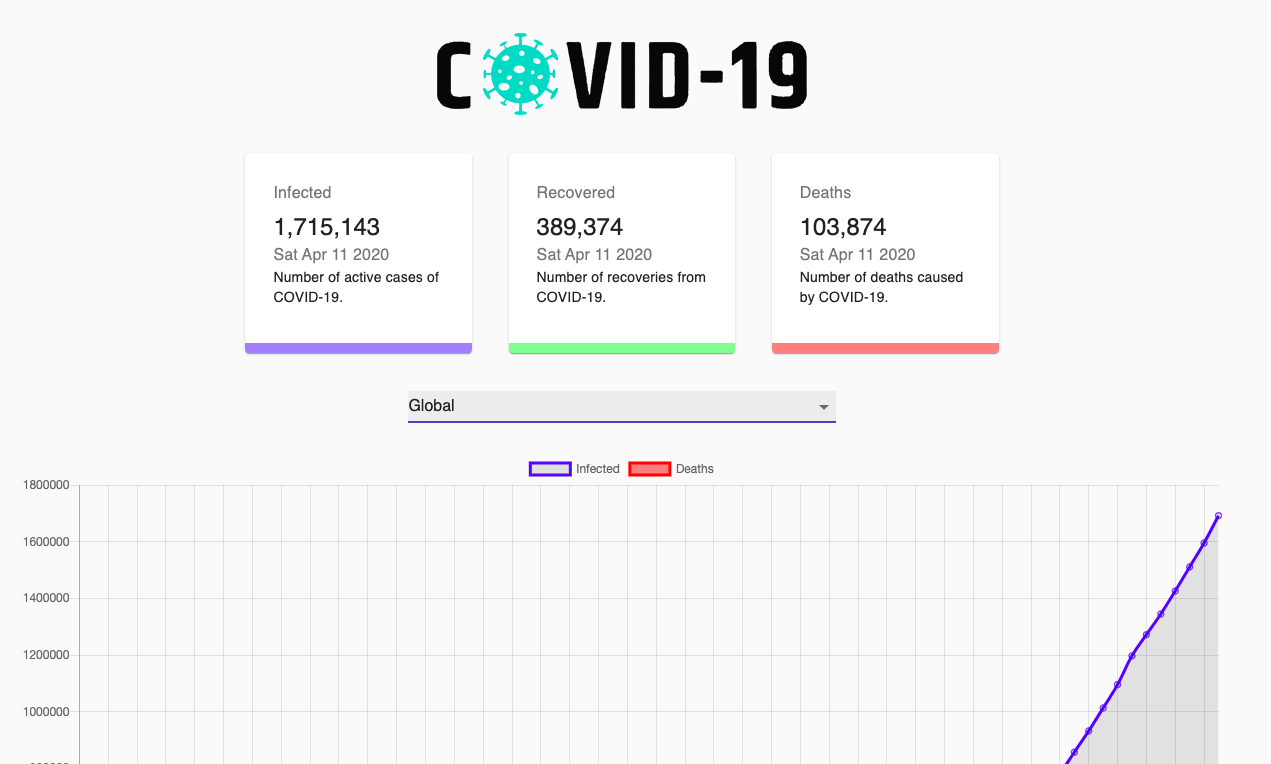 COVID-19
Infected
1,715,143
Sat Apr 11 2020
Number of active cases of
COVID-19.
Recovered
389,374
Sat Apr 11 2020
Number of recoveries from
COVID-19.
Deaths
103,874
Sat Apr 11 2020
Number of deaths caused
by COVID-19.
Global
Infected Deaths
1800000
1600000
1400000
1200000
1000000